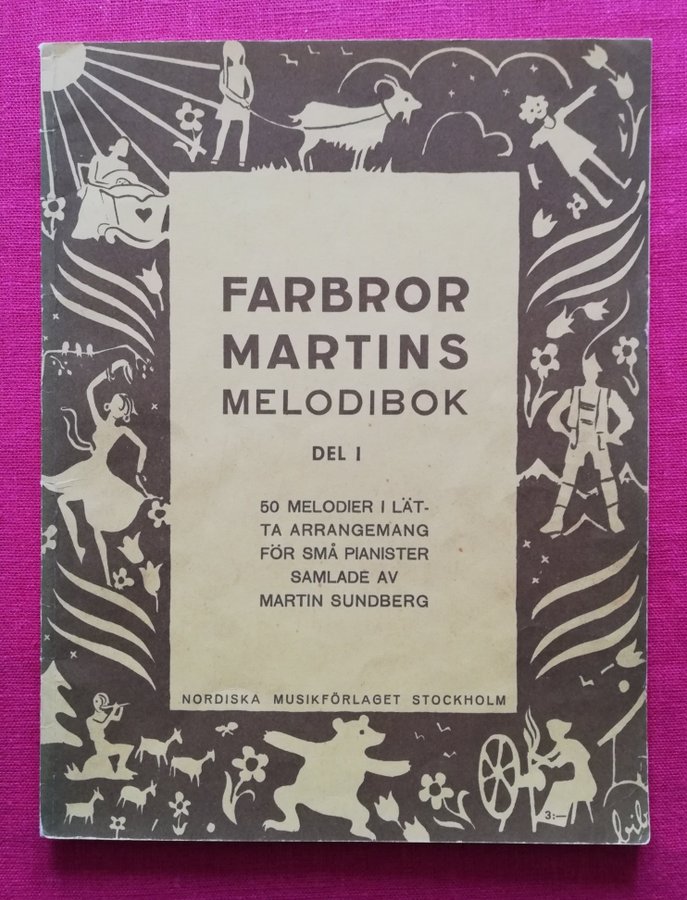 FARBROR
MARTINS
MELODIBOK
DEL I
50 MELODIER I LÄT-
TA ARRANGEMANG
FÖR SMÅ PIANISTER
SAMLADE AV
MARTIN SUNDBERG
NORDISKA MUSIKFÖRLAGET STOCKHOLM
3:—
bib